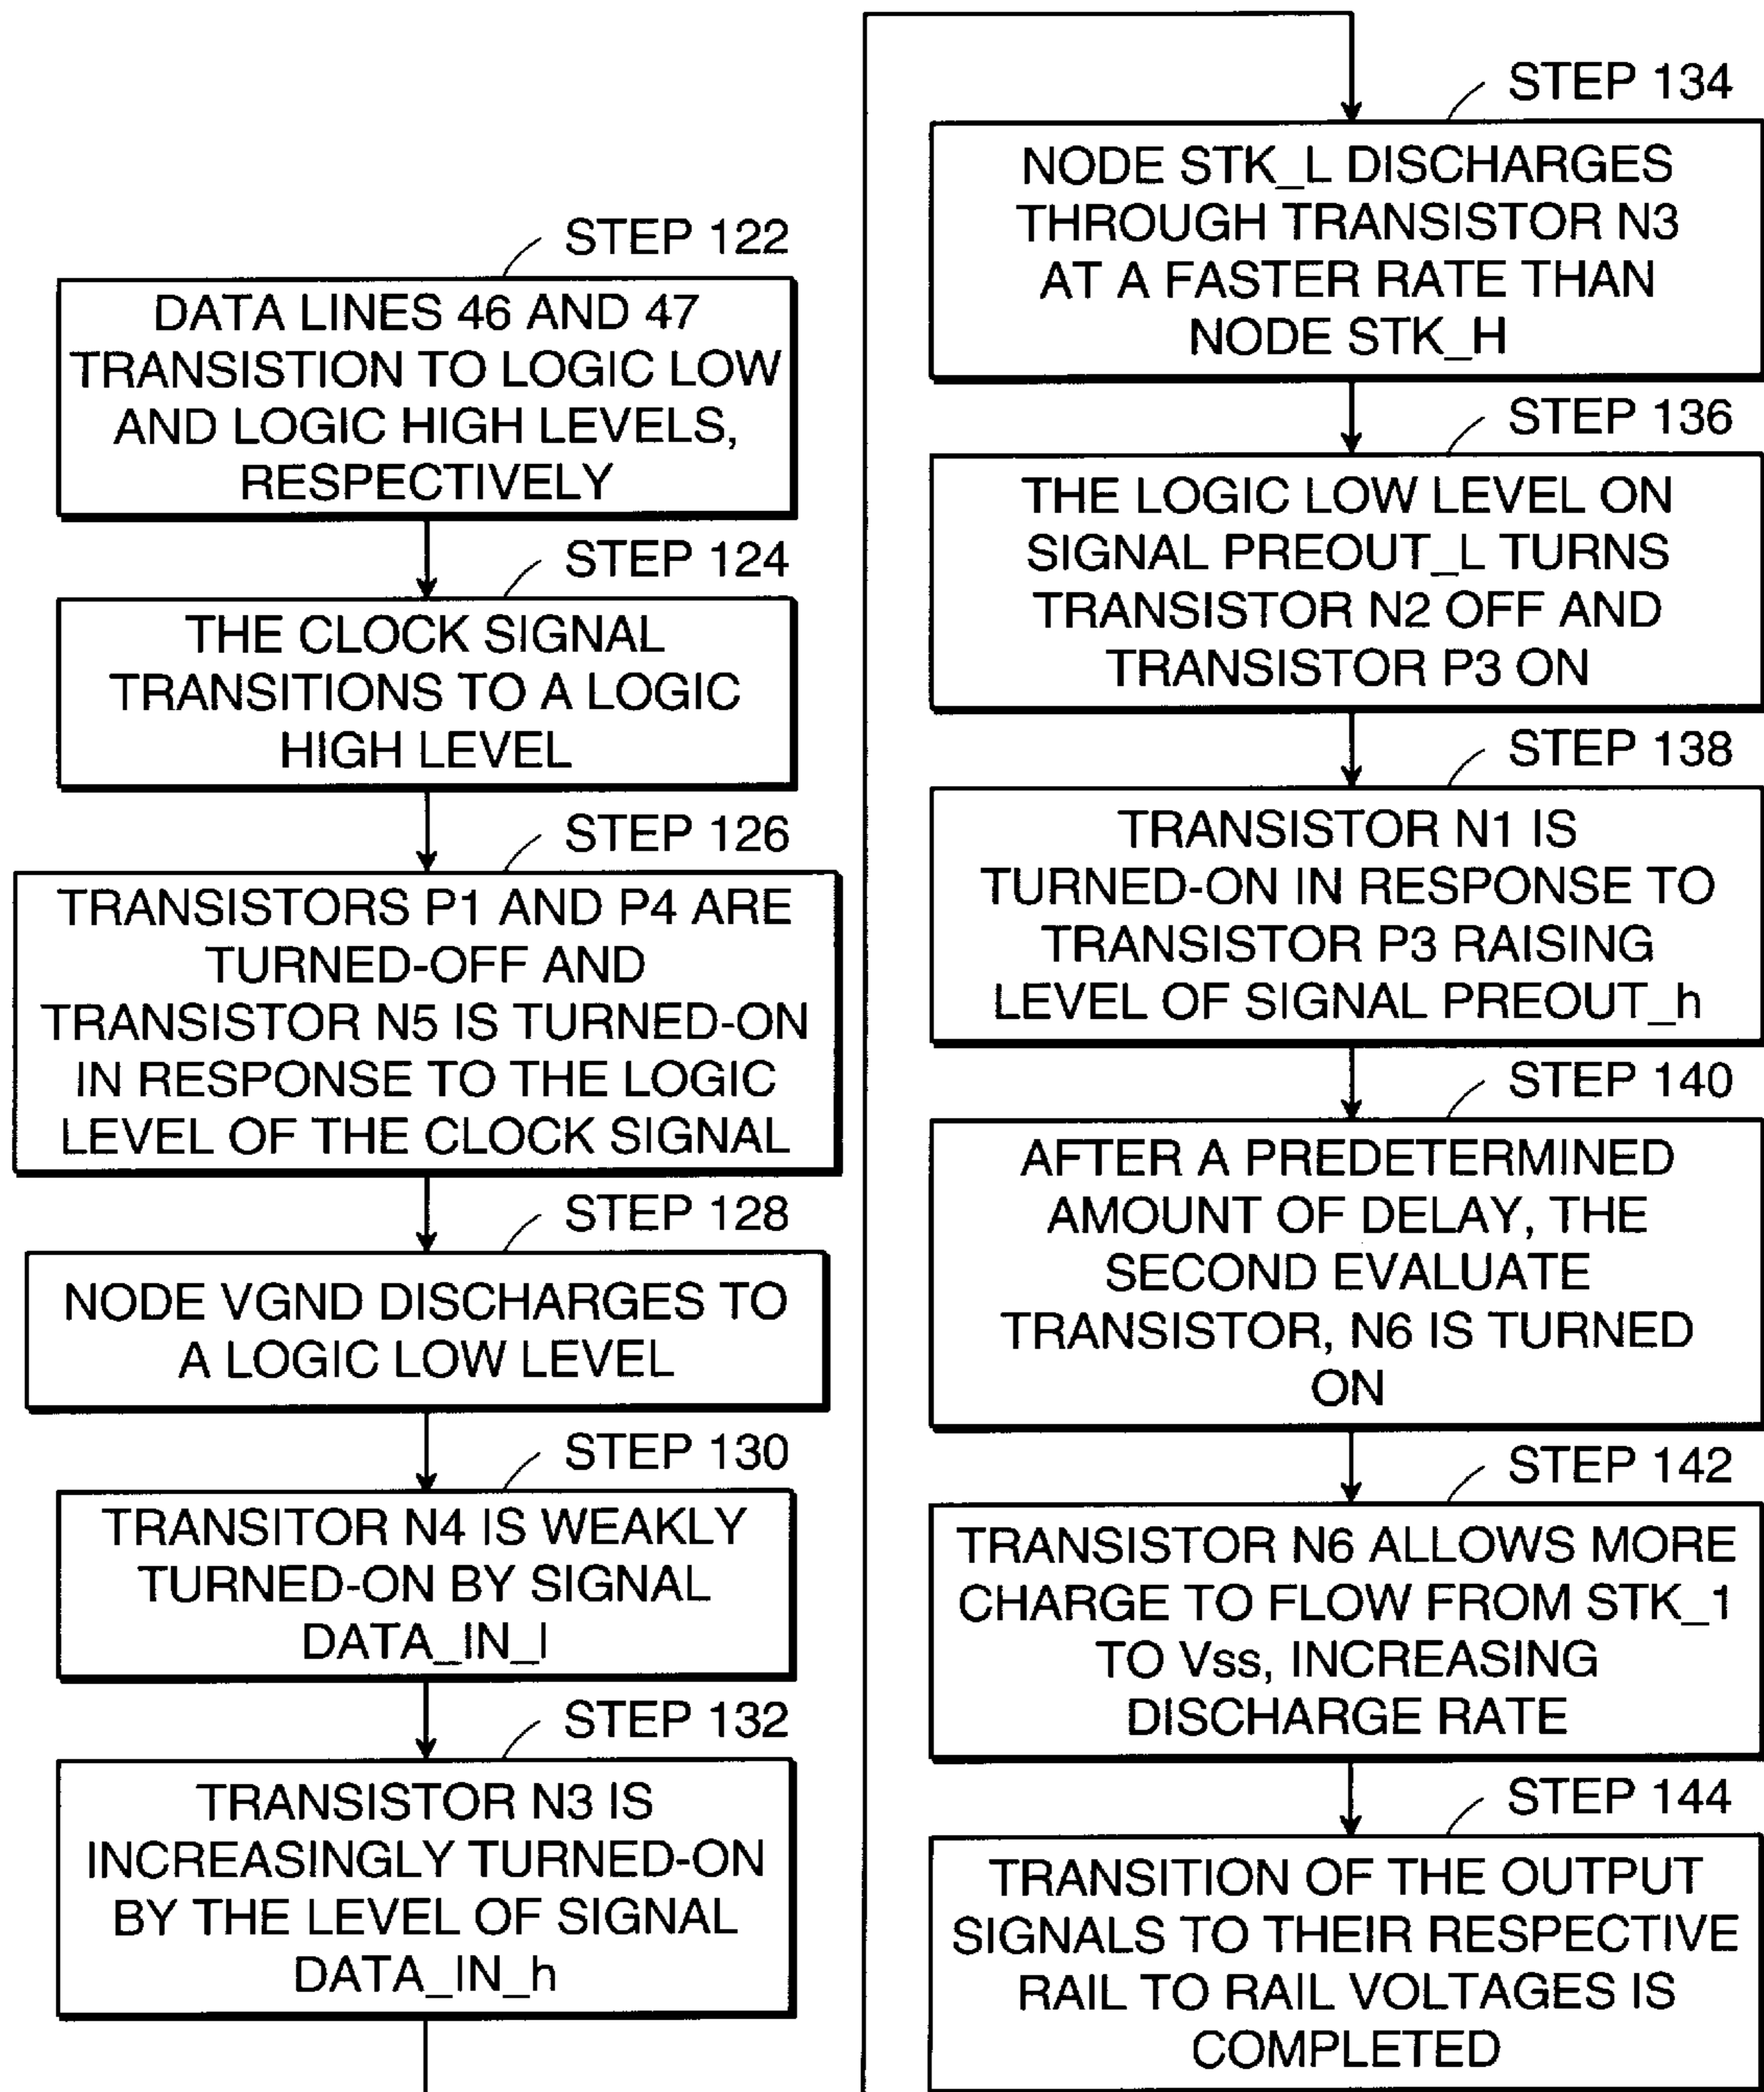 STEP 122
DATA LINES 46 AND 47
TRANSISTION TO LOGIC LOW
AND LOGIC HIGH LEVELS,
RESPECTIVELY
STEP 124
THE CLOCK SIGNAL
TRANSITIONS TO A LOGIC
HIGH LEVEL
STEP 126
TRANSISTORS P1 AND P4 ARE
TURNED-OFF AND
TRANSISTOR N5 IS TURNED-ON
IN RESPONSE TO THE LOGIC
LEVEL OF THE CLOCK SIGNAL
STEP 128
NODE VGND DISCHARGES TO
A LOGIC LOW LEVEL
STEP 130
TRANSITOR N4 IS WEAKLY
TURNED-ON BY SIGNAL
DATA_IN_l
STEP 132
TRANSISTOR N3 IS
INCREASINGLY TURNED-ON
BY THE LEVEL OF SIGNAL
DATA_IN_h
STEP 134
NODE STK_L DISCHARGES
THROUGH TRANSISTOR N3
AT A FASTER RATE THAN
NODE STK_H
STEP 136
THE LOGIC LOW LEVEL ON
SIGNAL PREOUT_L TURNS
TRANSISTOR N2 OFF AND
TRANSISTOR P3 ON
STEP 138
TRANSISTOR N1 IS
TURNED-ON IN RESPONSE TO
TRANSISTOR P3 RAISING
LEVEL OF SIGNAL PREOUT_h
STEP 140
AFTER A PREDETERMINED
AMOUNT OF DELAY, THE
SECOND EVALUATE
TRANSISTOR, N6 IS TURNED
ON
STEP 142
TRANSISTOR N6 ALLOWS MORE
CHARGE TO FLOW FROM STK_1
TO Vss, INCREASING
DISCHARGE RATE
STEP 144
TRANSITION OF THE OUTPUT
SIGNALS TO THEIR RESPECTIVE
RAIL TO RAIL VOLTAGES IS
COMPLETED